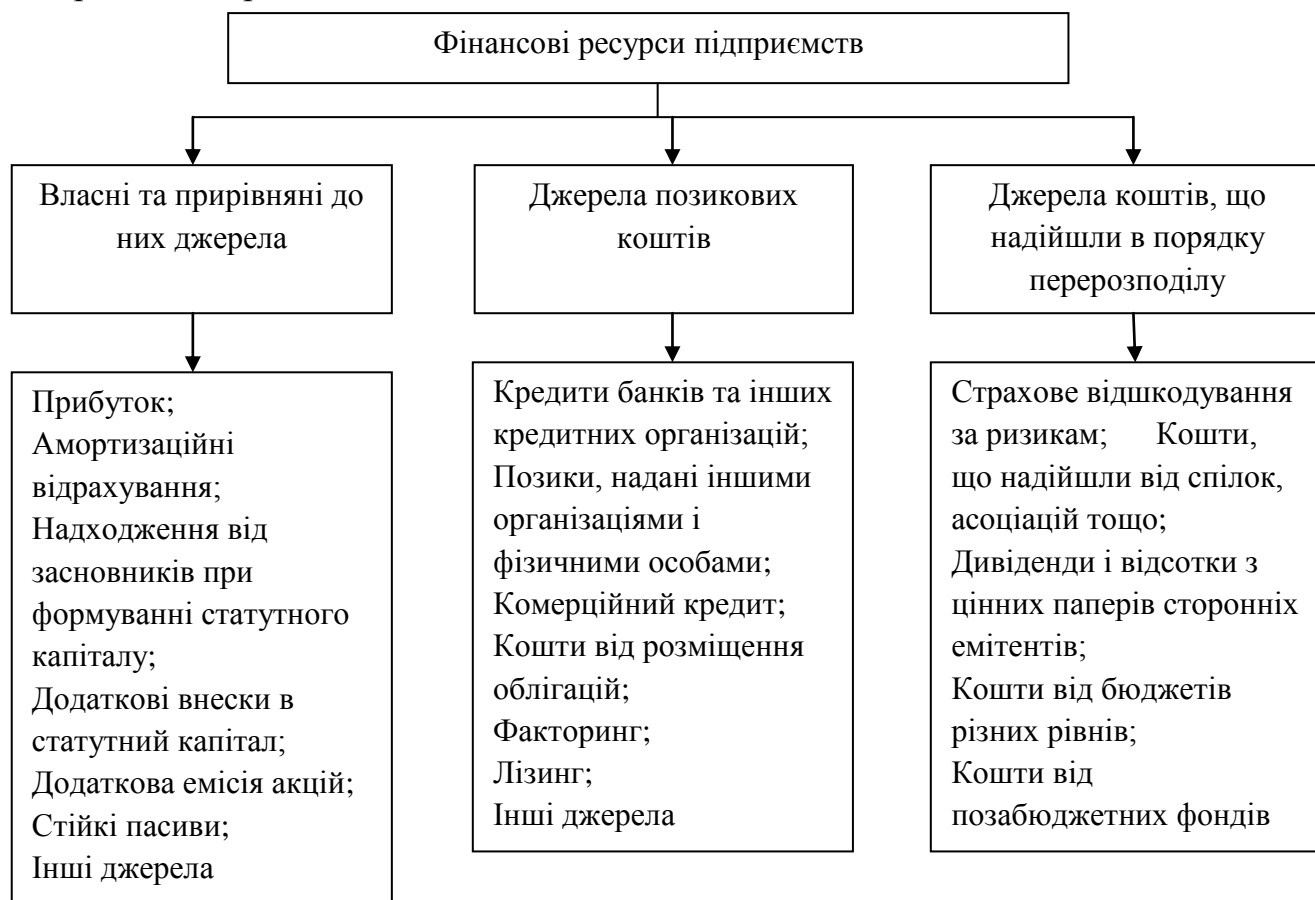 Фінансові ресурси підприємств
Власні та прирівняні до
них джерела
Джерела позикових
коштів
Джерела коштів, що
надійшли в порядку
перерозподілу
Прибуток;
Амортизаційні
відрахування;
Надходження від
засновників при
формуванні статутного
капіталу;
Додаткові внески в
статутний капітал;
Додаткова емісія акцій;
Стійкі пасиви;
Інші джерела
Кредити банків та інших
кредитних організацій;
Позики, надані іншими
організаціями і
фізичними особами;
Комерційний кредит;
Кошти від розміщення
облігацій;
Факторинг;
Лізинг;
Інші джерела
Страхове відшкодування
за ризикам; Кошти,
що надійшли від спілок,
асоціацій тощо;
Дивіденди і відсотки з
цінних паперів сторонніх
емітентів;
Кошти від бюджетів
різних рівнів;
Кошти від
позабюджетних фондів